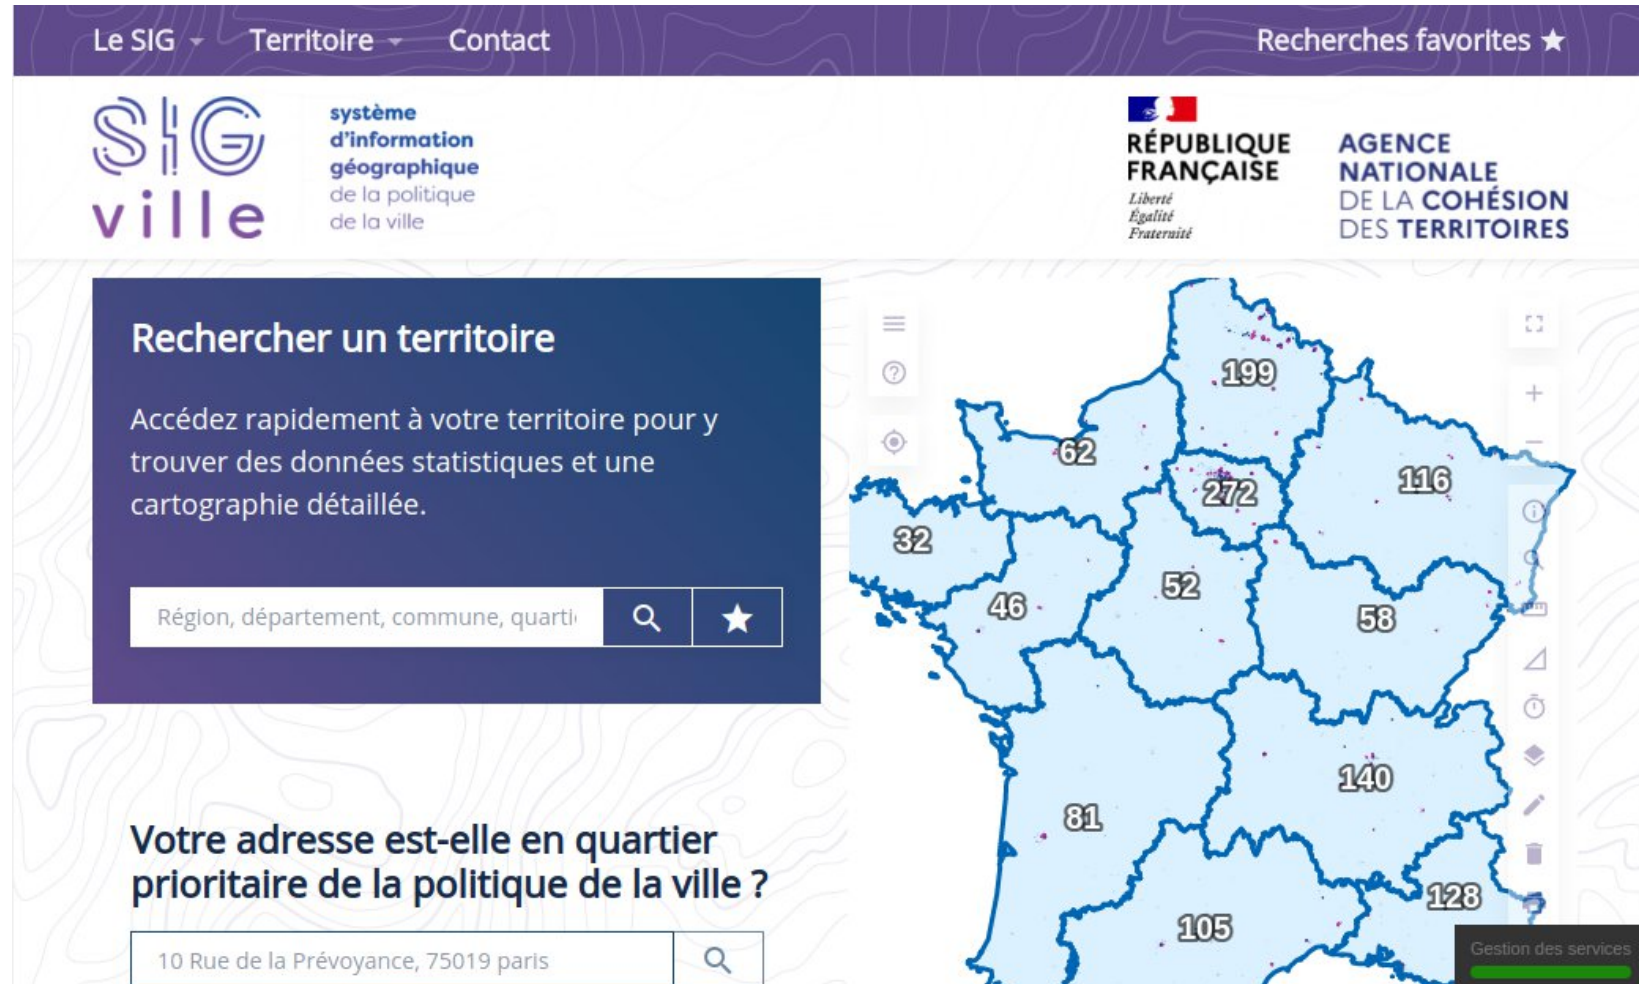 Le SIG Territoire Contact Recherches favorites
SIG
ville
système
d'information
géographique
de la politique
de la ville
RÉPUBLIQUE
FRANÇAISE
Liberté
Égalité
Fraternité
AGENCE
NATIONALE
DE LA COHÉSION
DES TERRITOIRES
Rechercher un territoire
Accédez rapidement à votre territoire pour y
trouver des données statistiques et une
cartographie détaillée.
Région, département, commune, quarti
Votre adresse est-elle en quartier
prioritaire de la politique de la ville ?
10 Rue de la Prévoyance, 75019 paris
199
62
116
272
32
52
46
58
140
81
128
105
Gestion des services